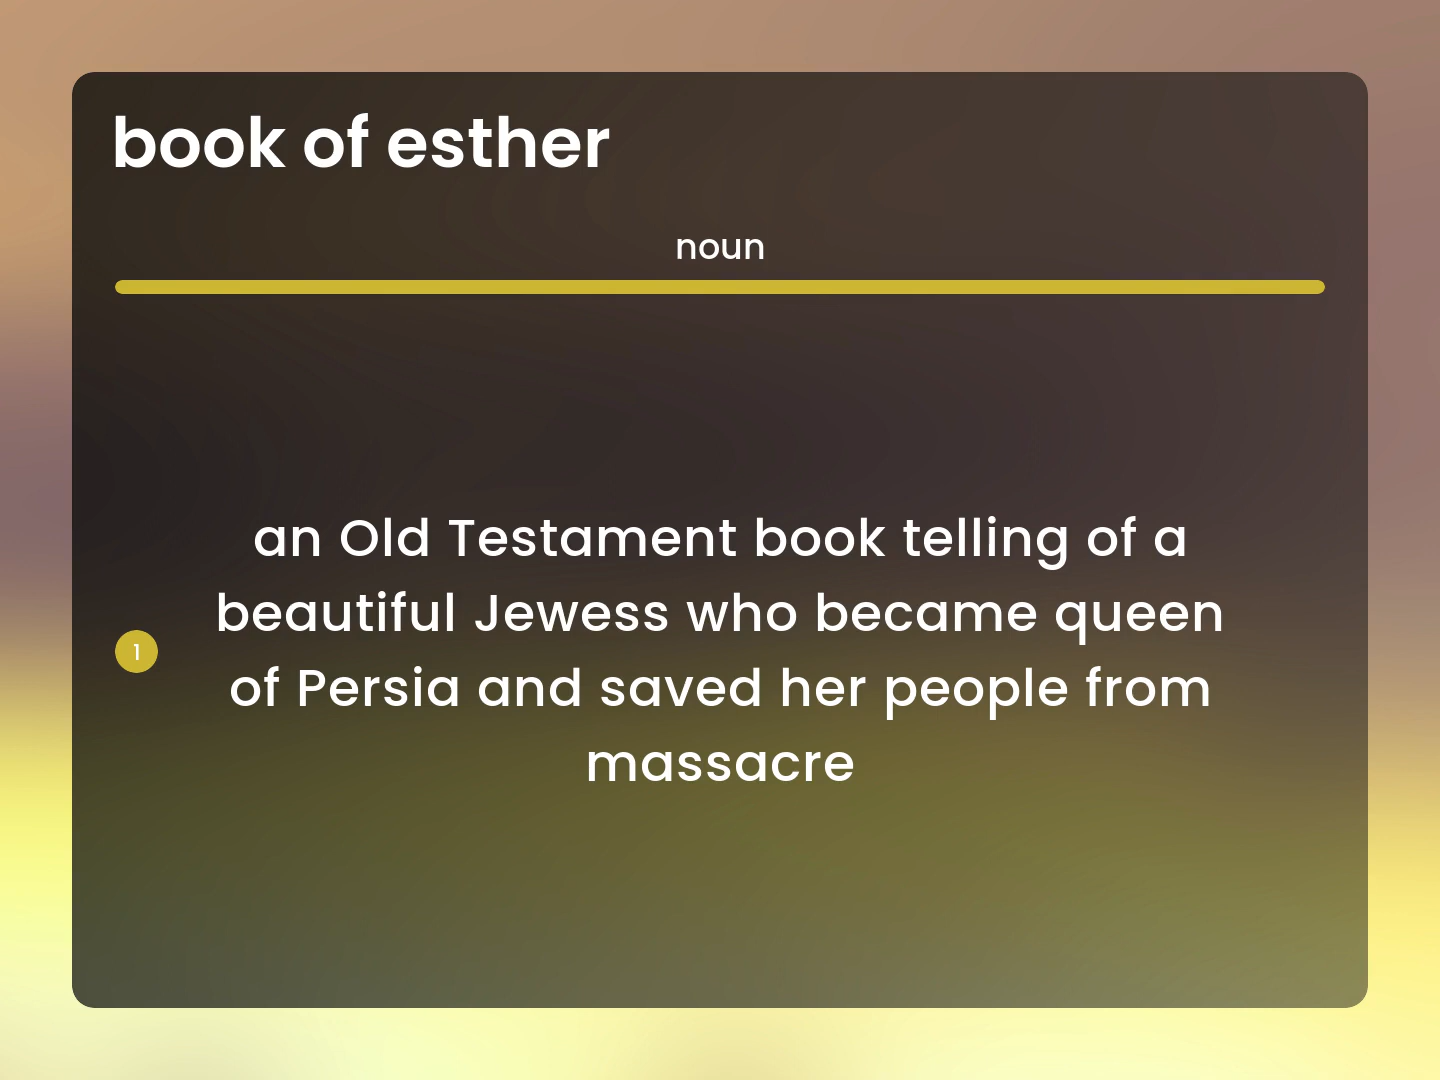 book of esther
noun
an Old Testament book telling of a
beautiful Jewess who became queen
1
of Persia and saved her people from
massacre